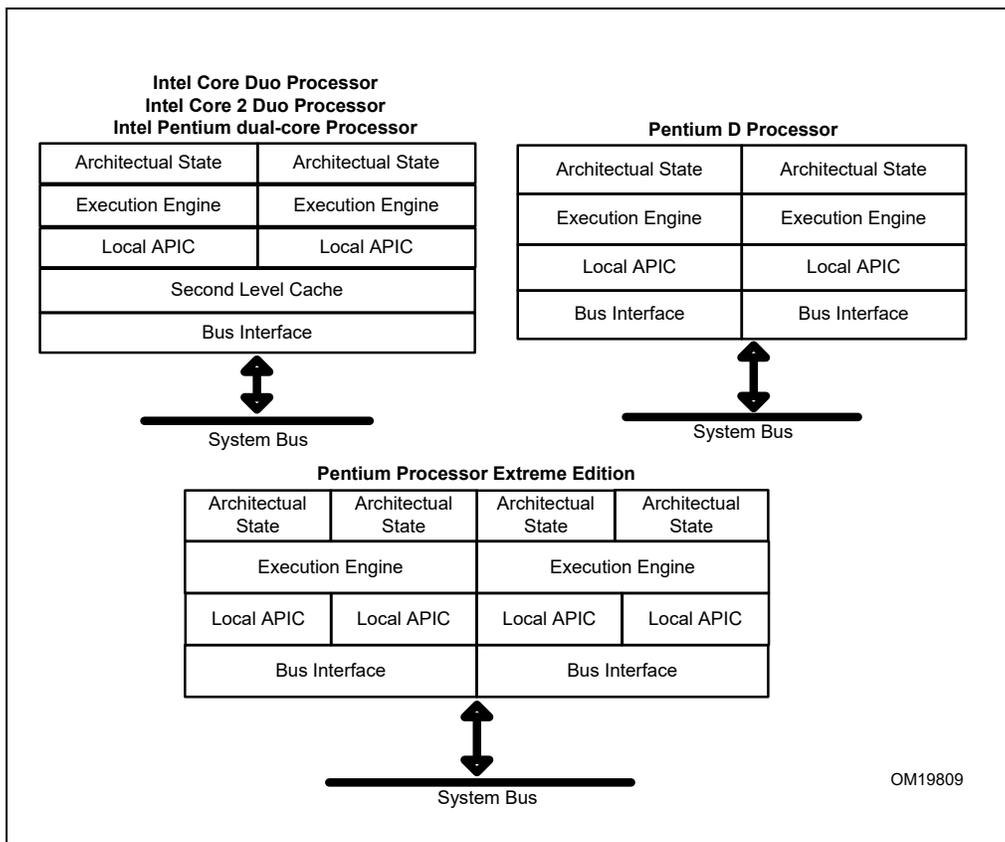 Intel Core Duo Processor
Intel Core 2 Duo Processor
Intel Pentium dual-core Processor
Architectual State Architectual State
Execution Engine Execution Engine
Local APIC Local APIC
Second Level Cache
Bus Interface
System Bus
Pentium D Processor
Architectual State Architectual State
Execution Engine Execution Engine
Local APIC Local APIC
Bus Interface Bus Interface
System Bus
Pentium Processor Extreme Edition
Architectual Architectual Architectual Architectual
State State State State
Execution Engine Execution Engine
Local APIC Local APIC Local APIC Local APIC
Bus Interface Bus Interface
System Bus
OM19809